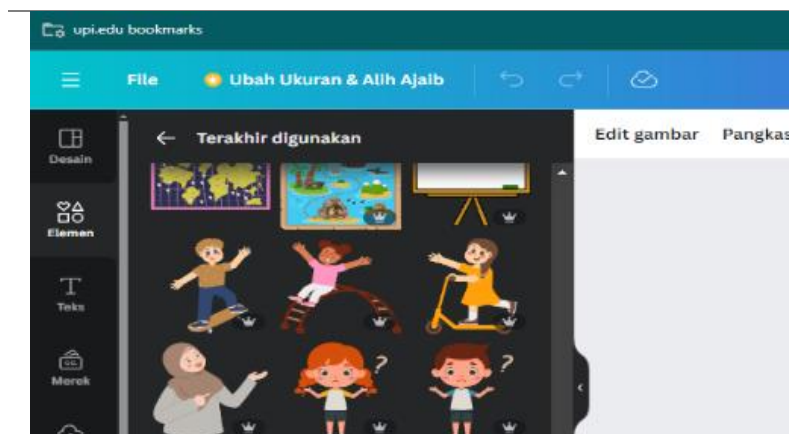 upi.edu bookmarks
File
Ubah Ukuran & Alih Ajaib
Desain
Terakhir digunakan
Edit gambar
Pangkas
Elemen
Teks
Merek